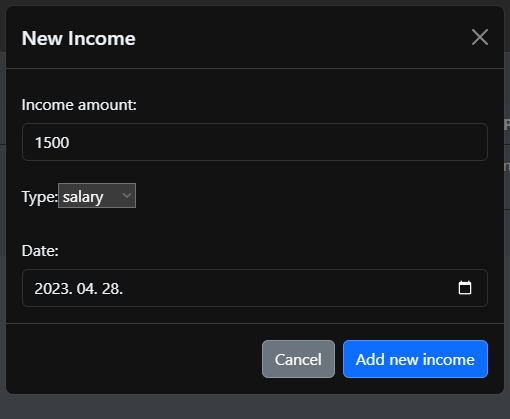 New Income
Income amount:
1500
Type: salary
Date:
2023. 04. 28.
Cancel Add new income